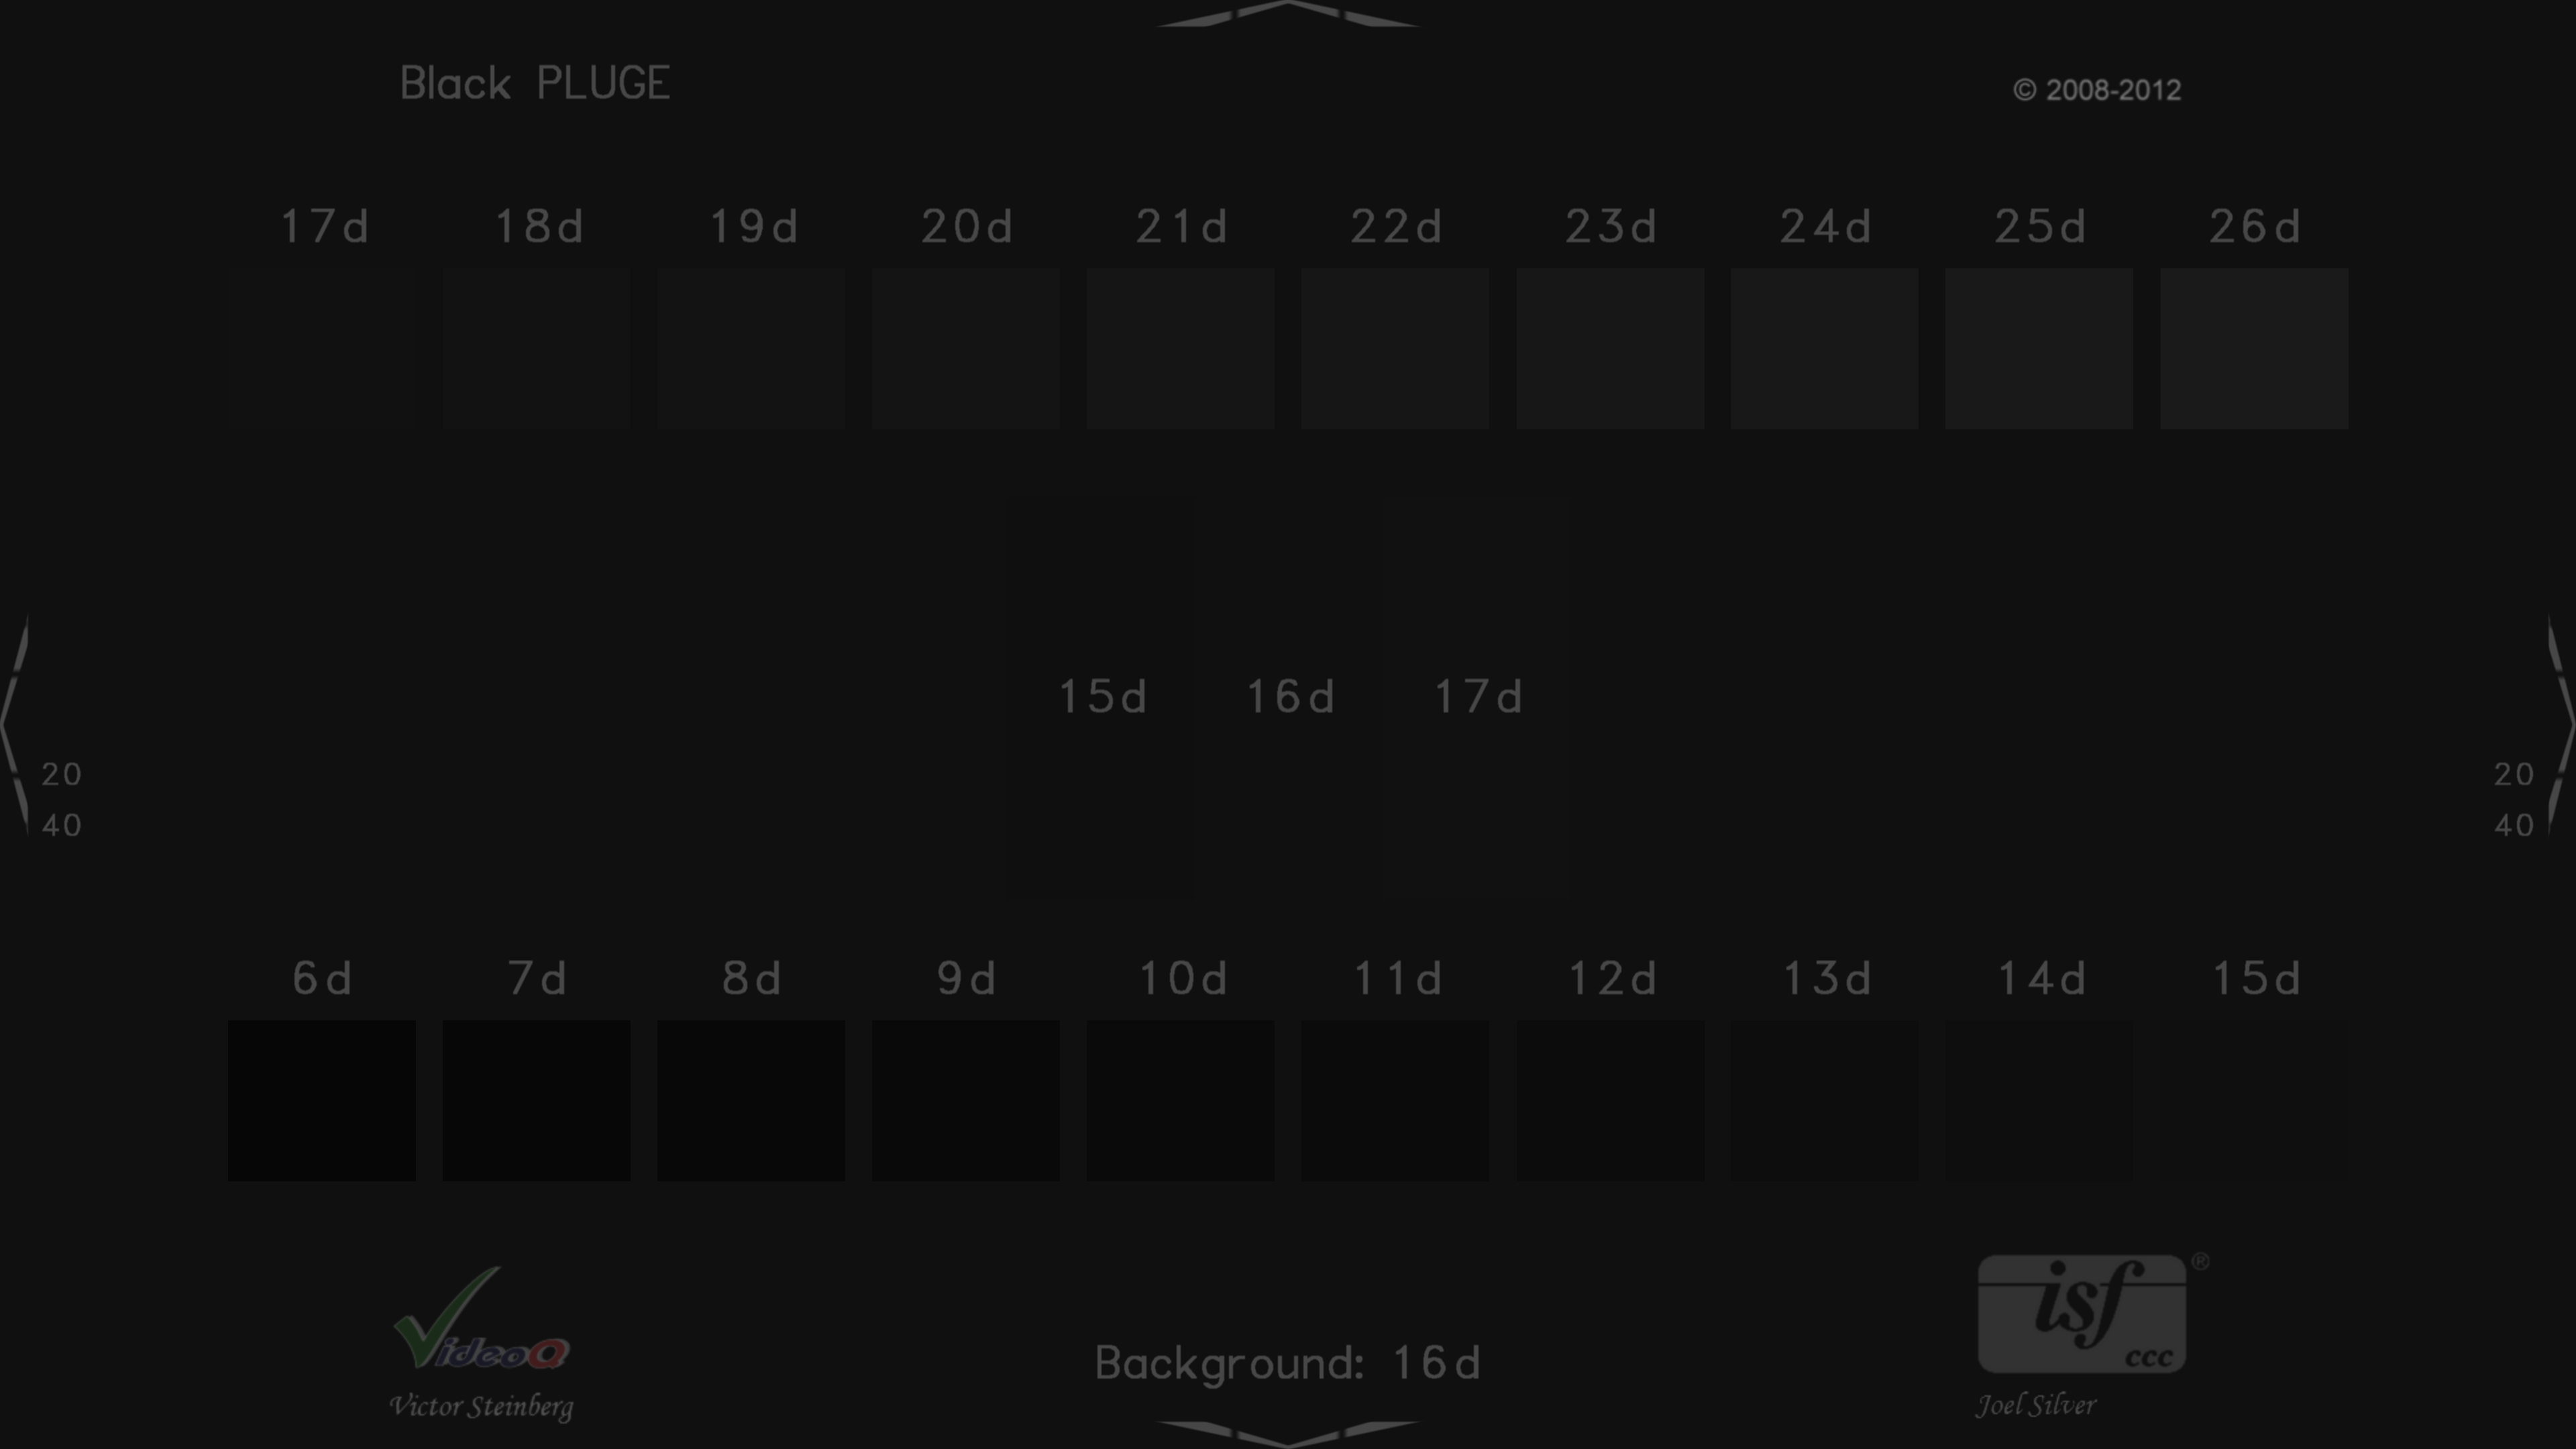 Black PLUGE
© 2008-2012
17d 18d 19d 20d 21d 22d 23d 24d 25d 26d
15d 16d 17d
20 20
40 40
6d 7d 8d 9d 10d 11d 12d 13d 14d 15d
VideoQ
Victor Steinberg
Background: 16d
isf ®
ccc
Joel Silver